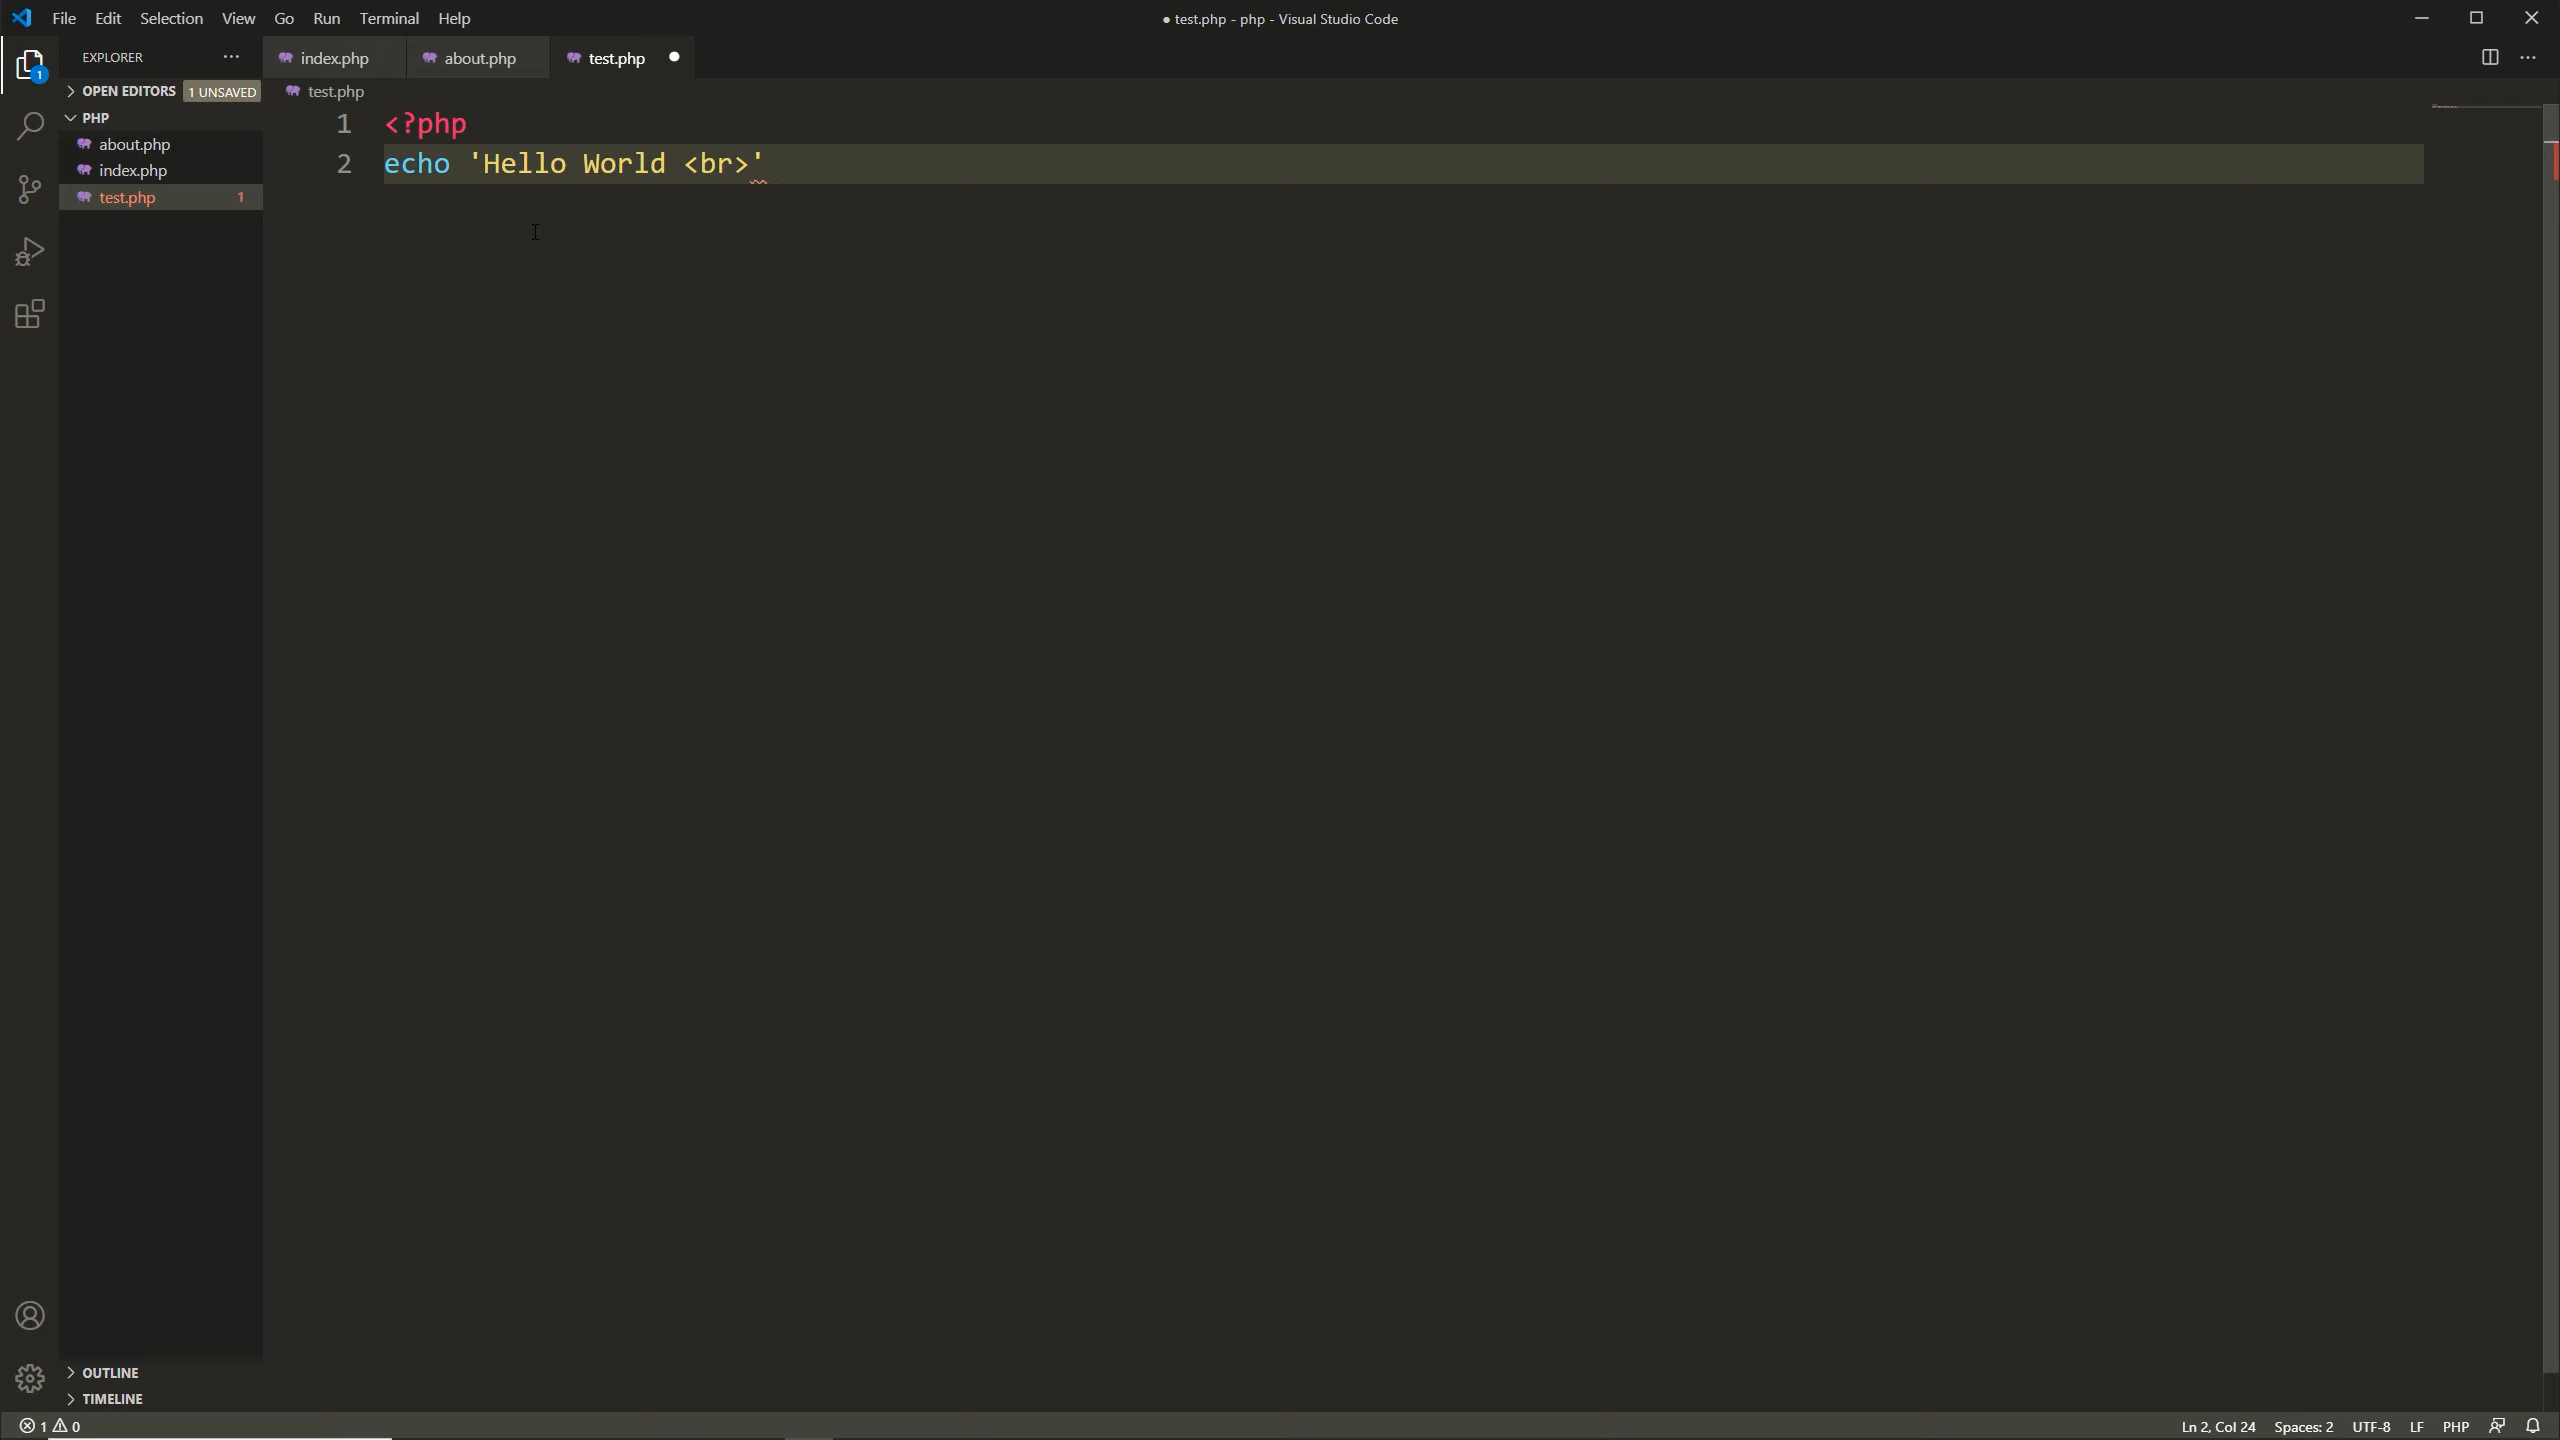 File Edit Selection View Go Run Terminal Help
● test.php - php - Visual Studio Code
EXPLORER ···
index.php
about.php
test.php ●
1
OPEN EDITORS 1 UNSAVED
test.php
PHP
about.php
index.php
test.php 1
1 <?php
2 echo 'Hello World <br>'
OUTLINE
TIMELINE
1 0
Ln 2, Col 24 Spaces: 2 UTF-8 LF PHP